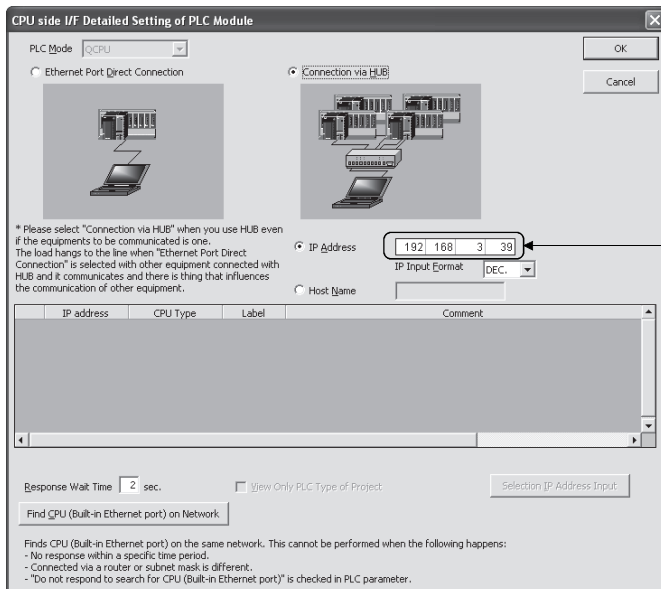 CPU side I/F Detailed Setting of PLC Module
PLC Mode QCPU
OK
Ethernet Port Direct Connection
Connection via HUB
Cancel
* Please select "Connection via HUB" when you use HUB even
if the equipments to be communicated is one.
The load hangs to the line when "Ethernet Port Direct
Connection" is selected with other equipment connected with
HUB and it communicates and there is thing that influences
the communication of other equipment.
IP Address 192 168 3 39
IP Input Format DEC.
Host Name
IP address CPU Type Label Comment
Response Wait Time 2 sec.
View Only PLC Type of Project
Selection IP Address Input
Find CPU (Built-in Ethernet port) on Network
Finds CPU (Built-in Ethernet port) on the same network. This cannot be performed when the following happens:
- No response within a specific time period.
- Connected via a router or subnet mask is different.
- "Do not respond to search for CPU (Built-in Ethernet port)" is checked in PLC parameter.